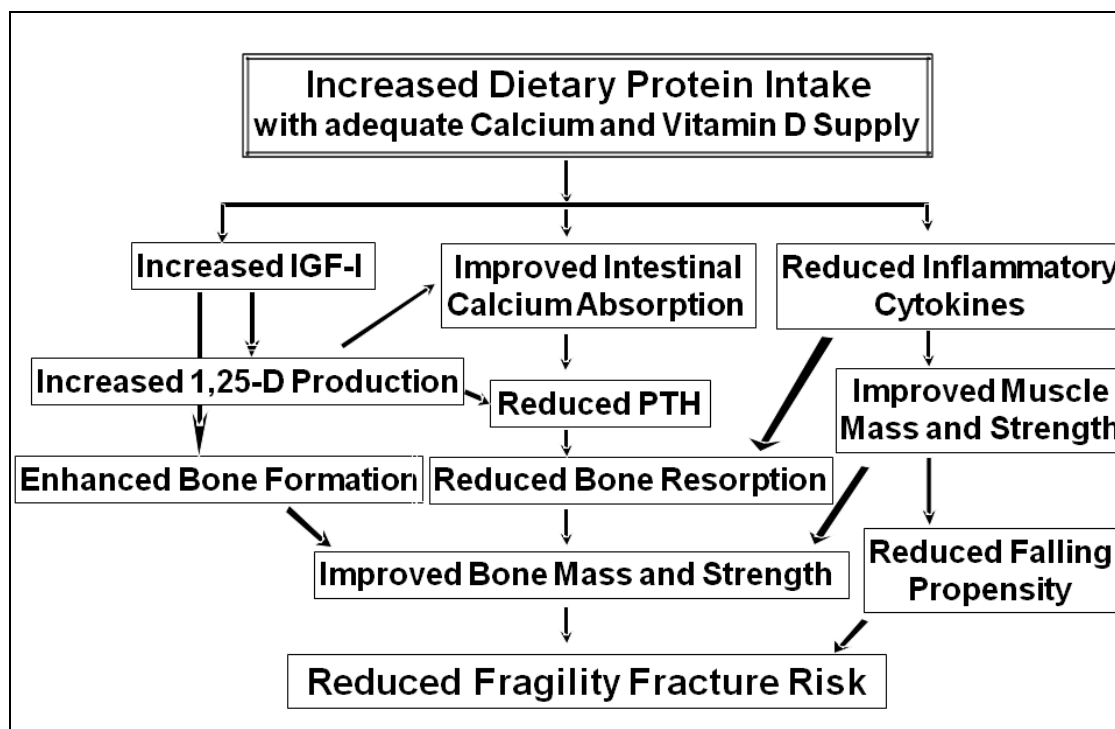 Increased Dietary Protein Intake
with adequate Calcium and Vitamin D Supply
Increased IGF-I
Improved Intestinal
Calcium Absorption
Reduced Inflammatory
Cytokines
Increased 1,25-D Production
Reduced PTH
Improved Muscle
Mass and Strength
Enhanced Bone Formation
Reduced Bone Resorption
Improved Bone Mass and Strength
Reduced Falling
Propensity
Reduced Fragility Fracture Risk